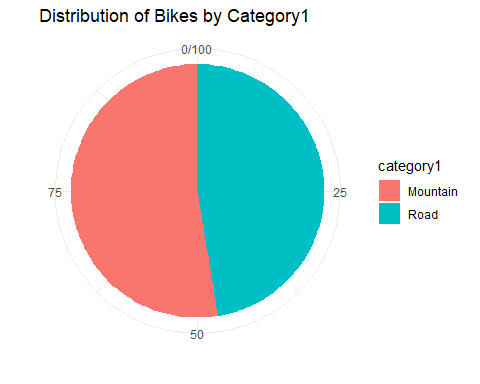 Distribution of Bikes by Category1
0/100
75
25
50
category1
Mountain
Road